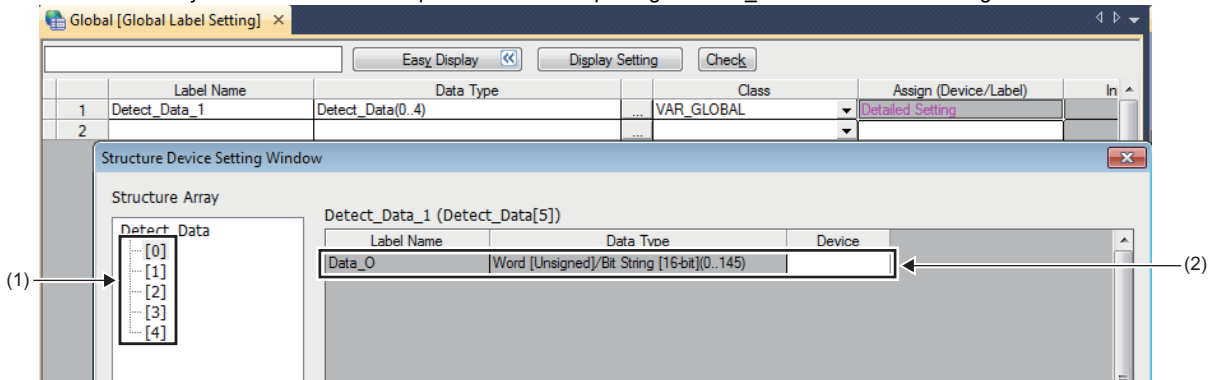 Global [Global Label Setting] ×
Easy Display Display Setting Check
Label Name Data Type Class Assign (Device/Label) In
1 Detect_Data_1 Detect_Data(0..4) ... VAR_GLOBAL Detailed Setting
2 ...
Structure Device Setting Window
Structure Array
Detect_Data_1 (Detect_Data[5])
Detect_Data
Label Name Data Type Device
[0]
Data_O Word [Unsigned]/Bit String [16-bit](0..145)
(2)
[1]
(1)
[2]
[3]
[4]